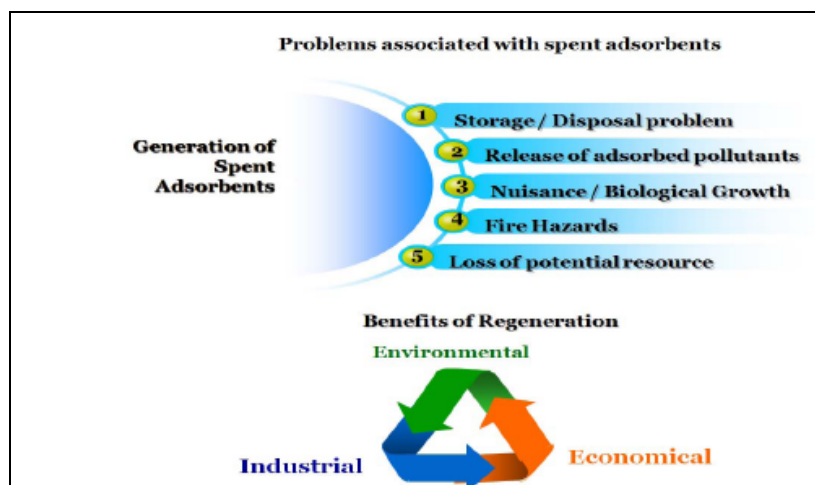 Problems associated with spent adsorbents
Generation of
Spent
Adsorbents
1 Storage / Disposal problem
2 Release of adsorbed pollutants
3 Nuisance / Biological Growth
4 Fire Hazards
5 Loss of potential resource
Benefits of Regeneration
Environmental
Industrial
Economical